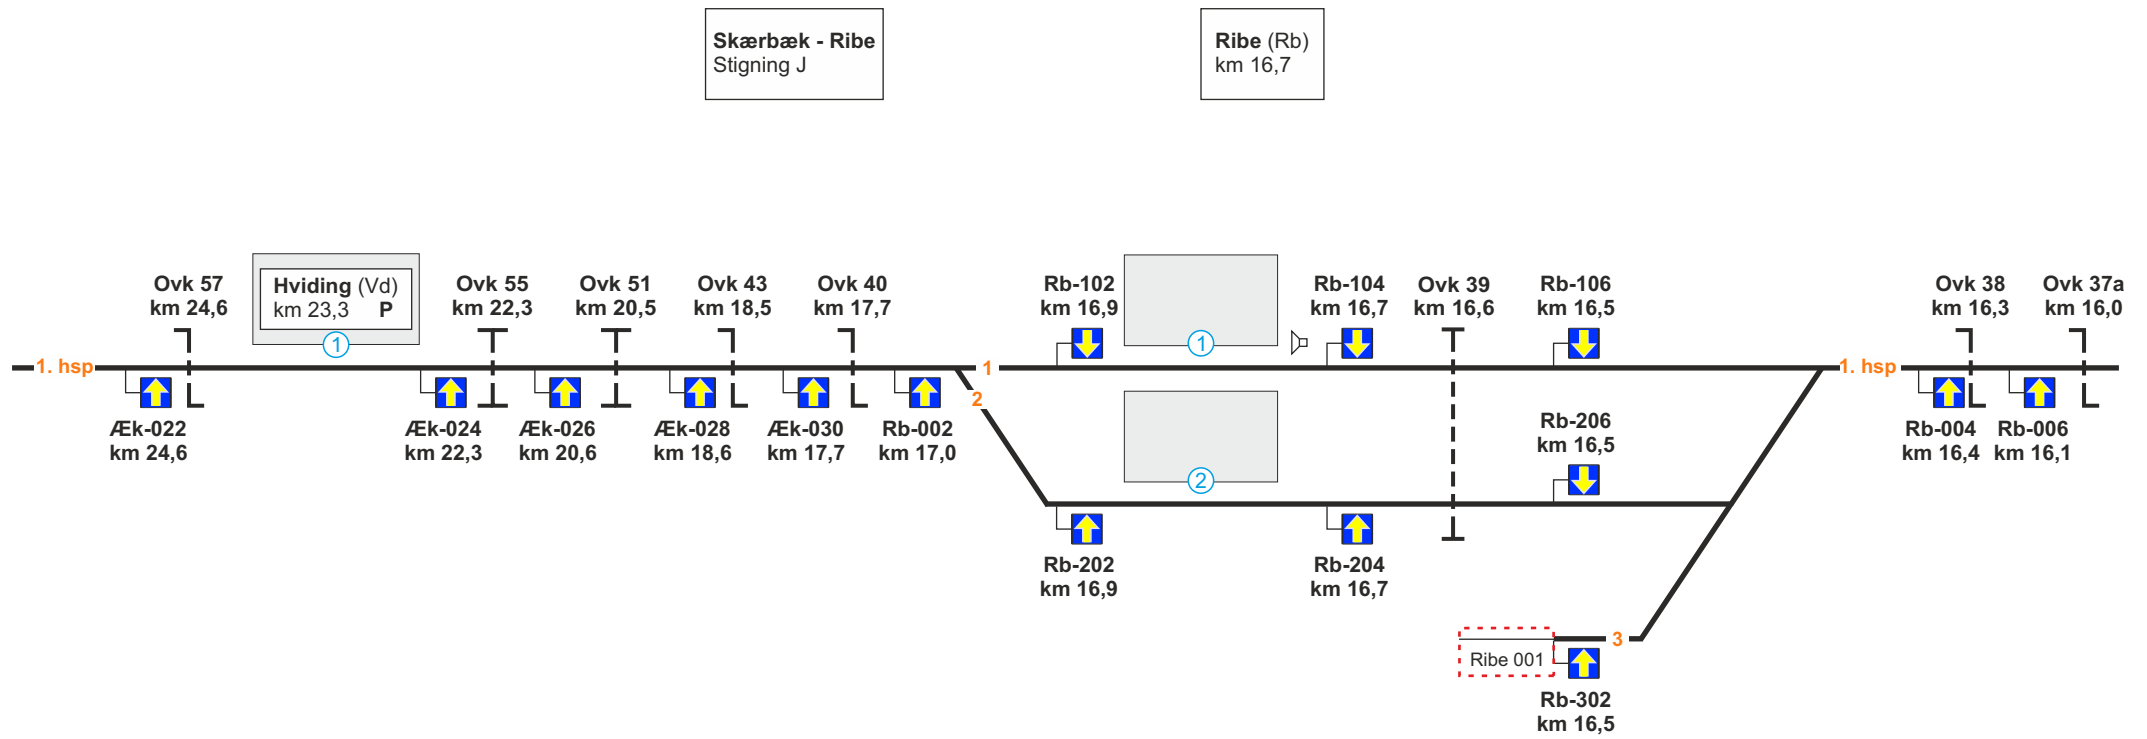 Skærbæk - Ribe
Stigning J
Ribe (Rb)
km 16,7
Ovk 57
km 24,6
Hviding (Vd)
km 23,3 P
1
Ovk 55
km 22,3
Ovk 51
km 20,5
Ovk 43
km 18,5
Ovk 40
km 17,7
Rb-102
km 16,9
1
Rb-104
km 16,7
Ovk 39
km 16,6
Rb-106
km 16,5
Ovk 38
km 16,3
Ovk 37a
km 16,0
1. hsp
1
2
1. hsp
Æk-022
km 24,6
Æk-024
km 22,3
Æk-026
km 20,6
Æk-028
km 18,6
Æk-030
km 17,7
Rb-002
km 17,0
2
Rb-206
km 16,5
Rb-004
km 16,4
Rb-006
km 16,1
Rb-202
km 16,9
Rb-204
km 16,7
3
Ribe 001
Rb-302
km 16,5